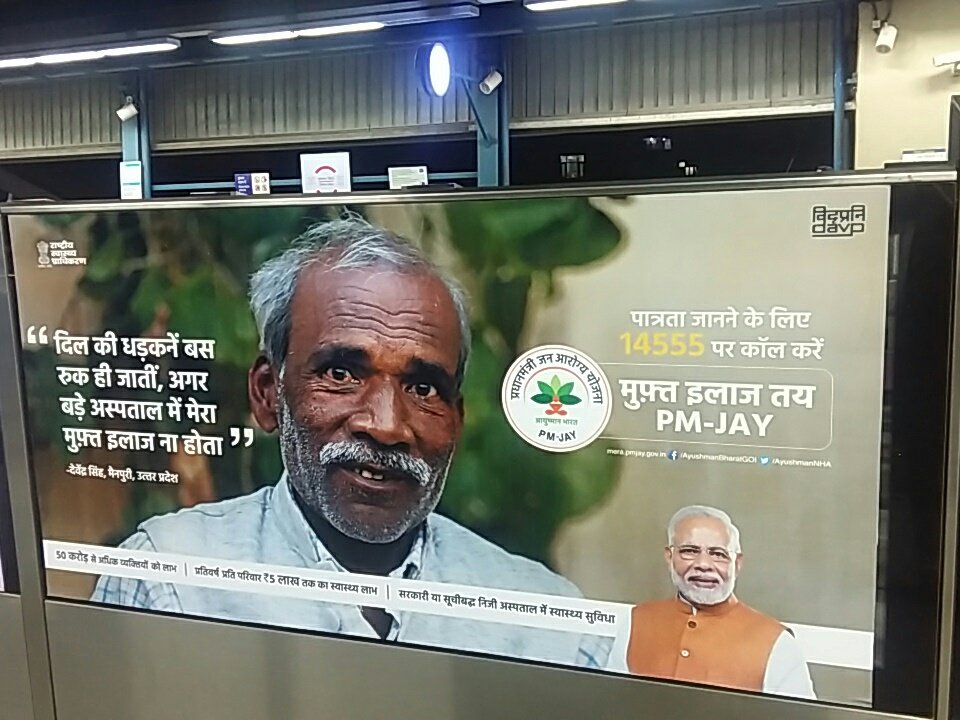 राष्ट्रीय
स्वास्थ्य
प्राधिकरण
विदृप्रनि
davp
“ दिल की धड़कनें बस
रुक ही जातीं, अगर
बड़े अस्पताल में मेरा
मुफ़्त इलाज ना होता ”
-देवेंद्र सिंह, मैनपुरी, उत्तर प्रदेश
पात्रता जानने के लिए
14555 पर कॉल करें
प्रधानमंत्री जन आरोग्य योजना
आयुष्मान भारत
PM-JAY
मुफ़्त इलाज तय
PM-JAY
mera.pmjay.gov.in /AyushmanBharatGOI /AyushmanNHA
50 करोड़ से अधिक व्यक्तियों को लाभ | प्रतिवर्ष प्रति परिवार ₹5 लाख तक का स्वास्थ्य लाभ | सरकारी या सूचीबद्ध निजी अस्पताल में स्वास्थ्य सुविधा